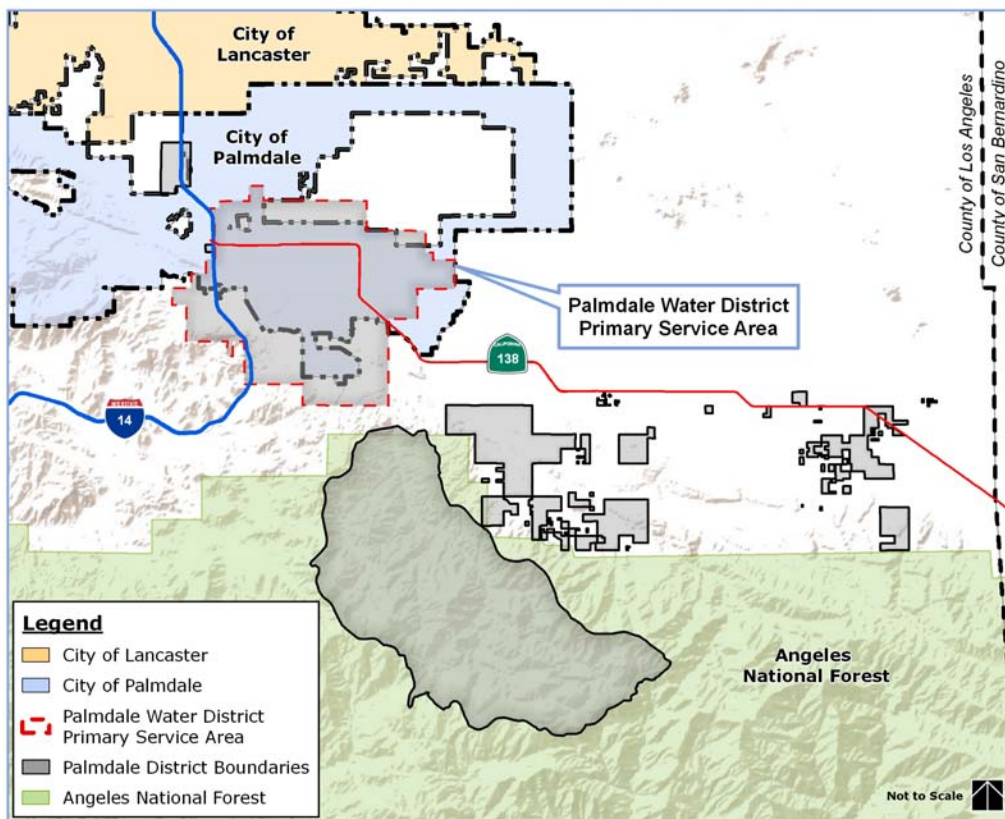 City of
Lancaster
City of
Palmdale
County of Los Angeles
County of San Bernardino
Palmdale Water District
Primary Service Area
CALIFORNIA
138
14
Angeles
National Forest
Legend
City of Lancaster
City of Palmdale
Palmdale Water District
Primary Service Area
Palmdale District Boundaries
Angeles National Forest
Not to Scale